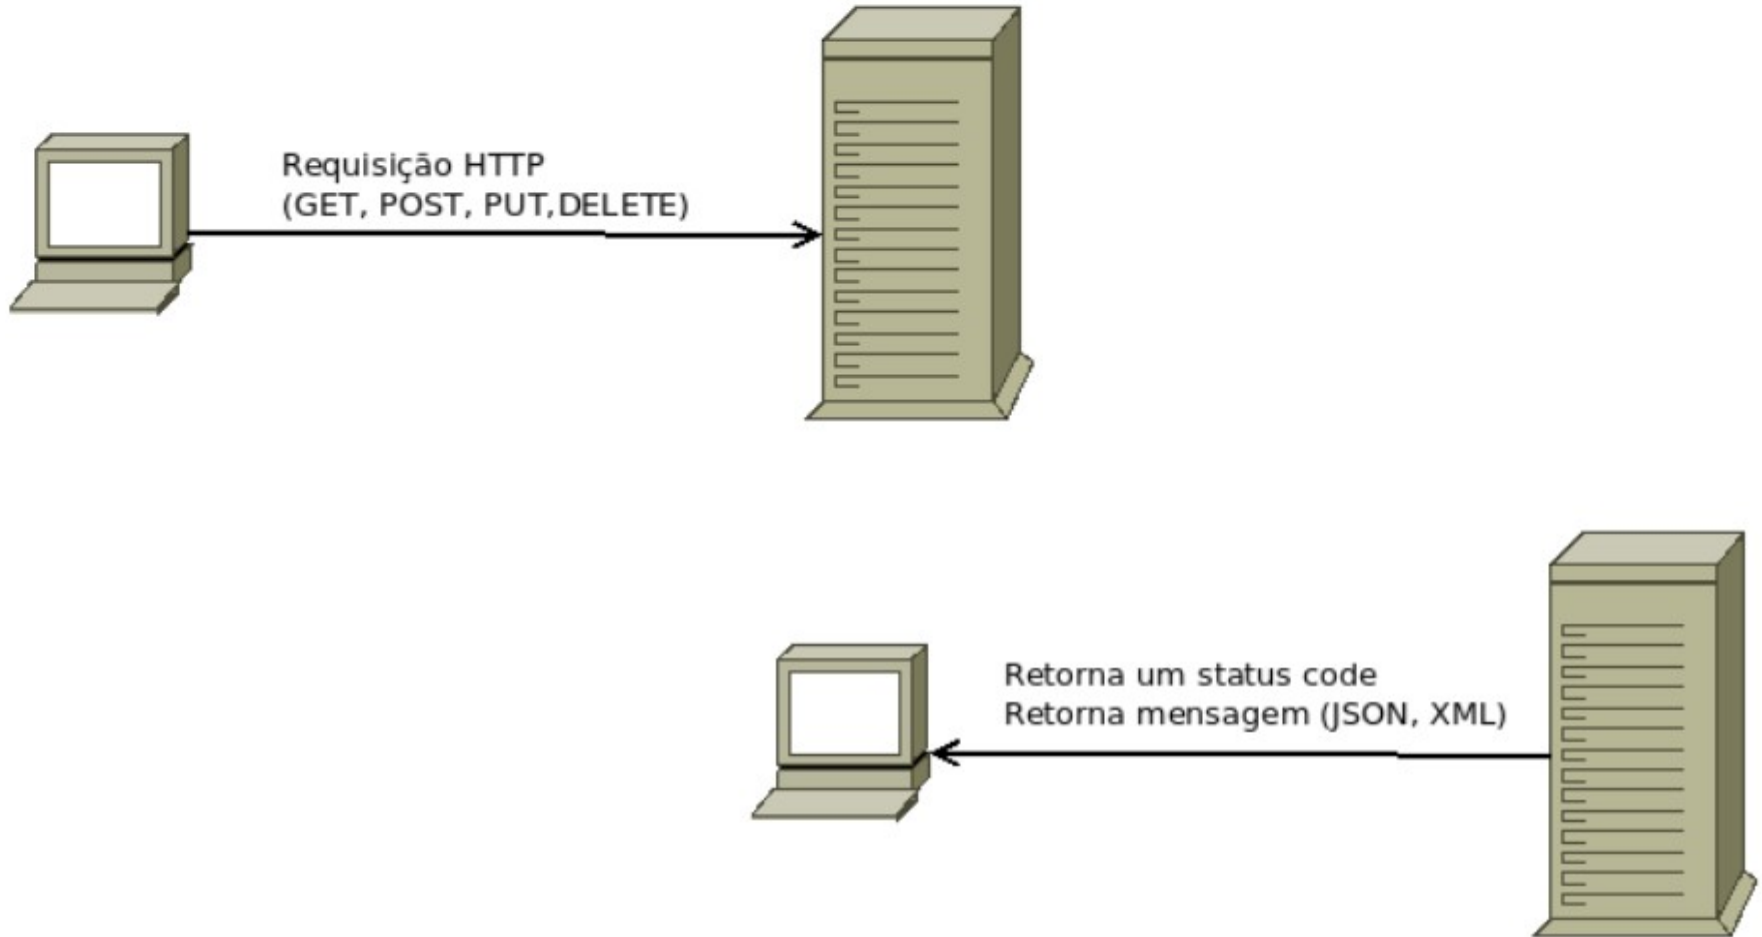 Requisição HTTP
(GET, POST, PUT,DELETE)
Retorna um status code
Retorna mensagem (JSON, XML)